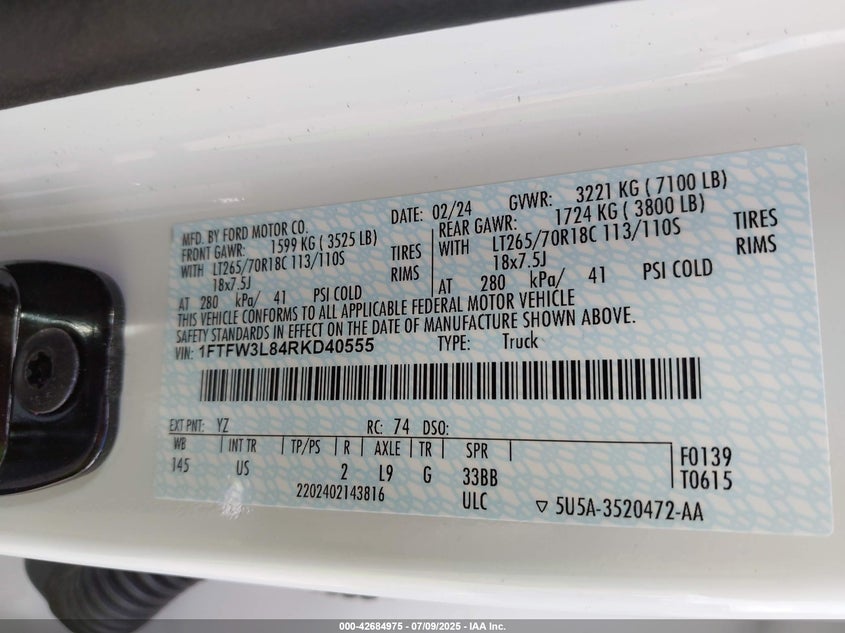 MFD. BY FORD MOTOR CO.
DATE: 02/24 GVWR: 3221 KG ( 7100 LB)
FRONT GAWR: 1599 KG ( 3525 LB) REAR GAWR: 1724 KG ( 3800 LB)
WITH LT265/70R18C 113/110S TIRES WITH LT265/70R18C 113/110S TIRES
18x7.5J RIMS 18x7.5J RIMS
AT 280 kPa/ 41 PSI COLD AT 280 kPa/ 41 PSI COLD
THIS VEHICLE CONFORMS TO ALL APPLICABLE FEDERAL MOTOR VEHICLE
SAFETY STANDARDS IN EFFECT ON THE DATE OF MANUFACTURE SHOWN ABOVE.
VIN: 1FTFW3L84RKD40555 TYPE: Truck
EXT PNT: YZ RC: 74 DSO:
WB INT TR TP/PS R AXLE TR SPR
145 US 2 L9 G 33BB
F0139
T0615
2202402143816 ULC 5U5A-3520472-AA
000-42684975 | 07/09/2025 - IAA Inc.